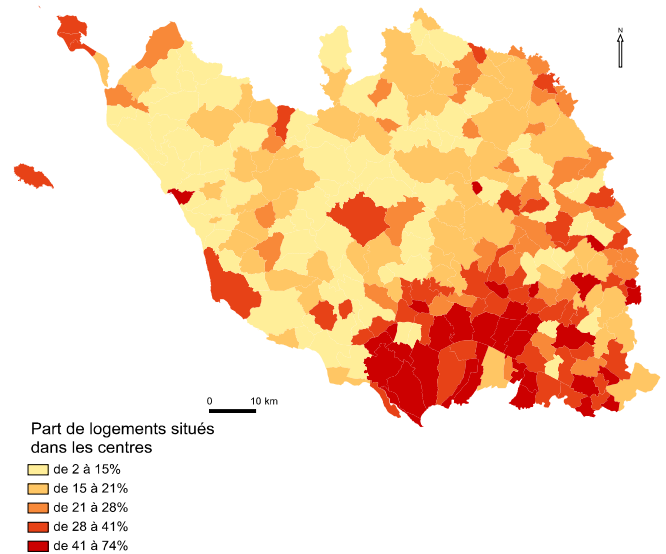 N
0 10 km
Part de logements situés
dans les centres
de 2 à 15%
de 15 à 21%
de 21 à 28%
de 28 à 41%
de 41 à 74%